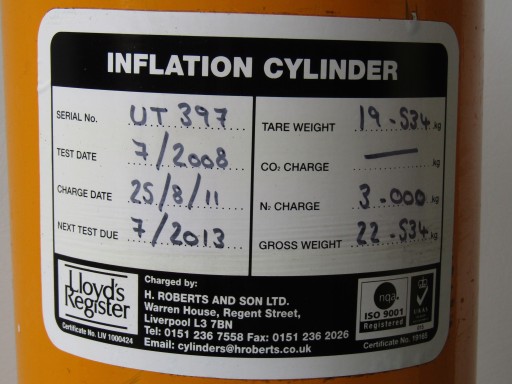 INFLATION CYLINDER
SERIAL No. UT 397
TEST DATE 7/2008
CHARGE DATE 25/8/11
NEXT TEST DUE 7/2013
TARE WEIGHT 19.534 kg
CO₂ CHARGE — kg
N₂ CHARGE 3.000 kg
GROSS WEIGHT 22.534 kg
Lloyd's
Register
Certificate No. LIV 1000424
Charged by:
H. ROBERTS AND SON LTD.
Warren House, Regent Street,
Liverpool L3 7BN
Tel: 0151 236 7558 Fax: 0151 236 2026
Email: cylinders@hroberts.co.uk
nqa.
ISO 9001
Registered
UKAS
Certificate No.